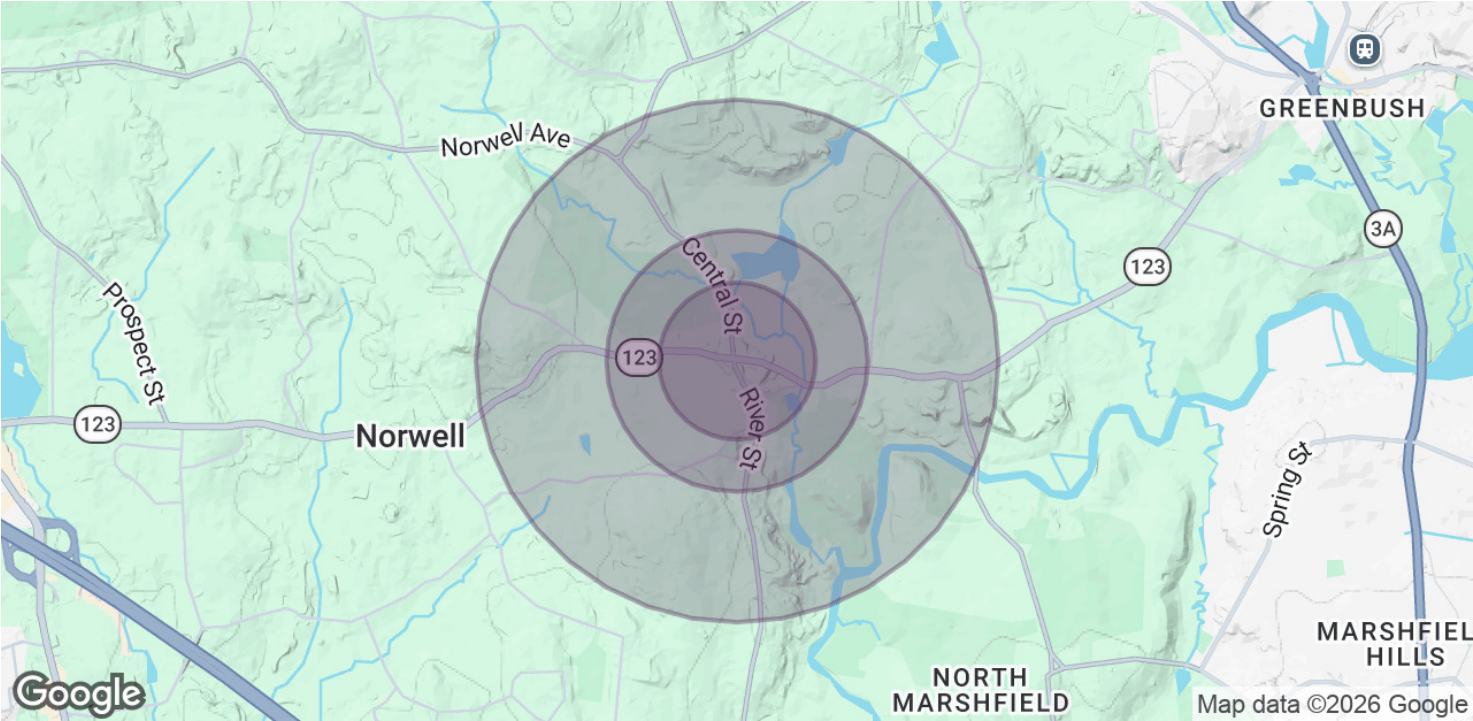 GREENBUSH
Norwell Ave
3A
Central St
123
Prospect St
123
River St
123
Norwell
Spring St
MARSHFIEL
HILLS
NORTH
MARSHFIELD
Google
Map data ©2026 Google